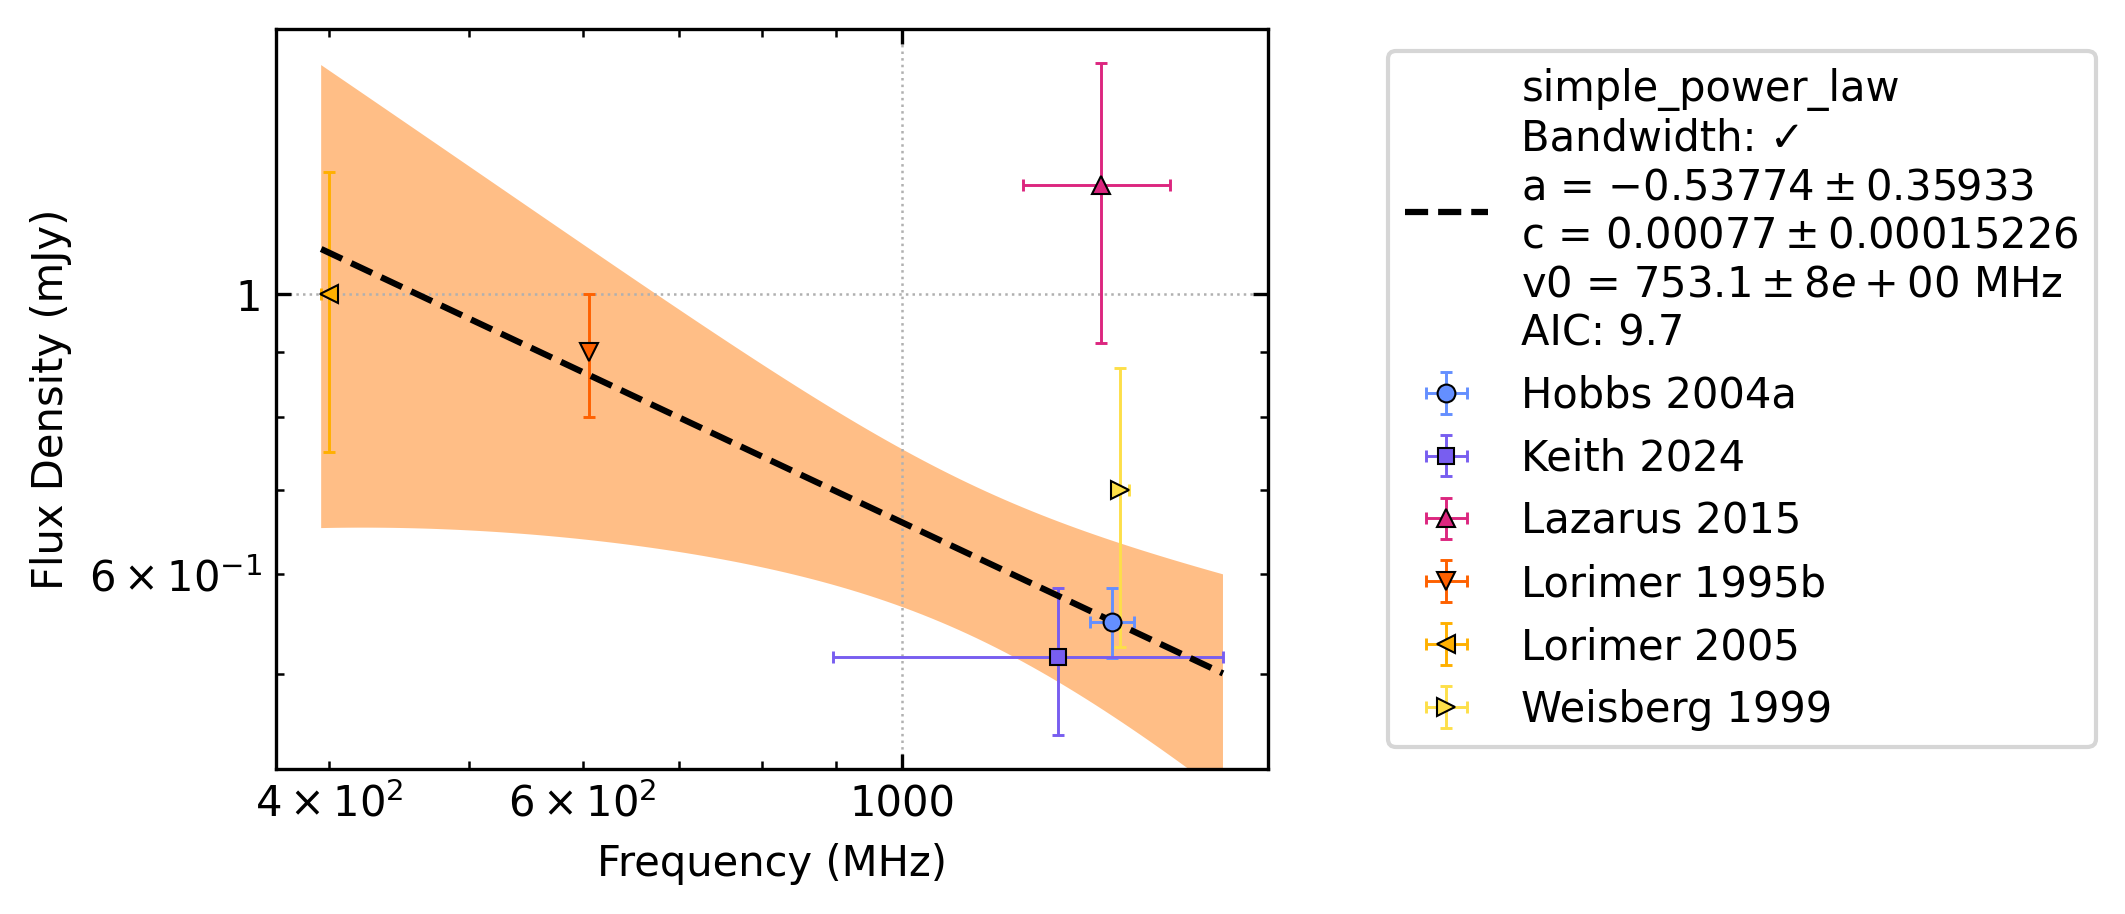 Flux Density (mJy)
1
6 × 10⁻¹
4 × 10²
6 × 10²
1000
Frequency (MHz)
simple_power_law
Bandwidth: ✓
a = −0.53774 ± 0.35933
c = 0.00077 ± 0.00015226
v0 = 753.1 ± 8e + 00 MHz
AIC: 9.7
Hobbs 2004a
Keith 2024
Lazarus 2015
Lorimer 1995b
Lorimer 2005
Weisberg 1999